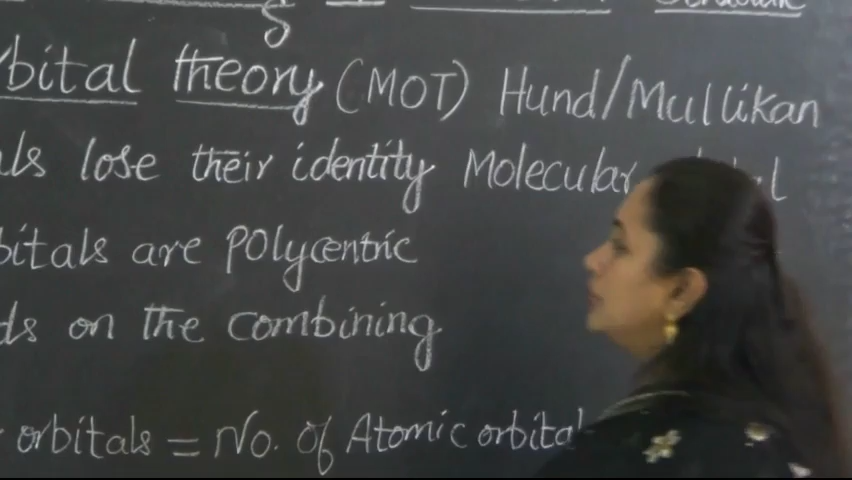 bital theory (MOT) Hund/Mullikan
als lose their identity Molecular
bitals are polycentric
ds on the combining
orbitals = No. of Atomic orbital